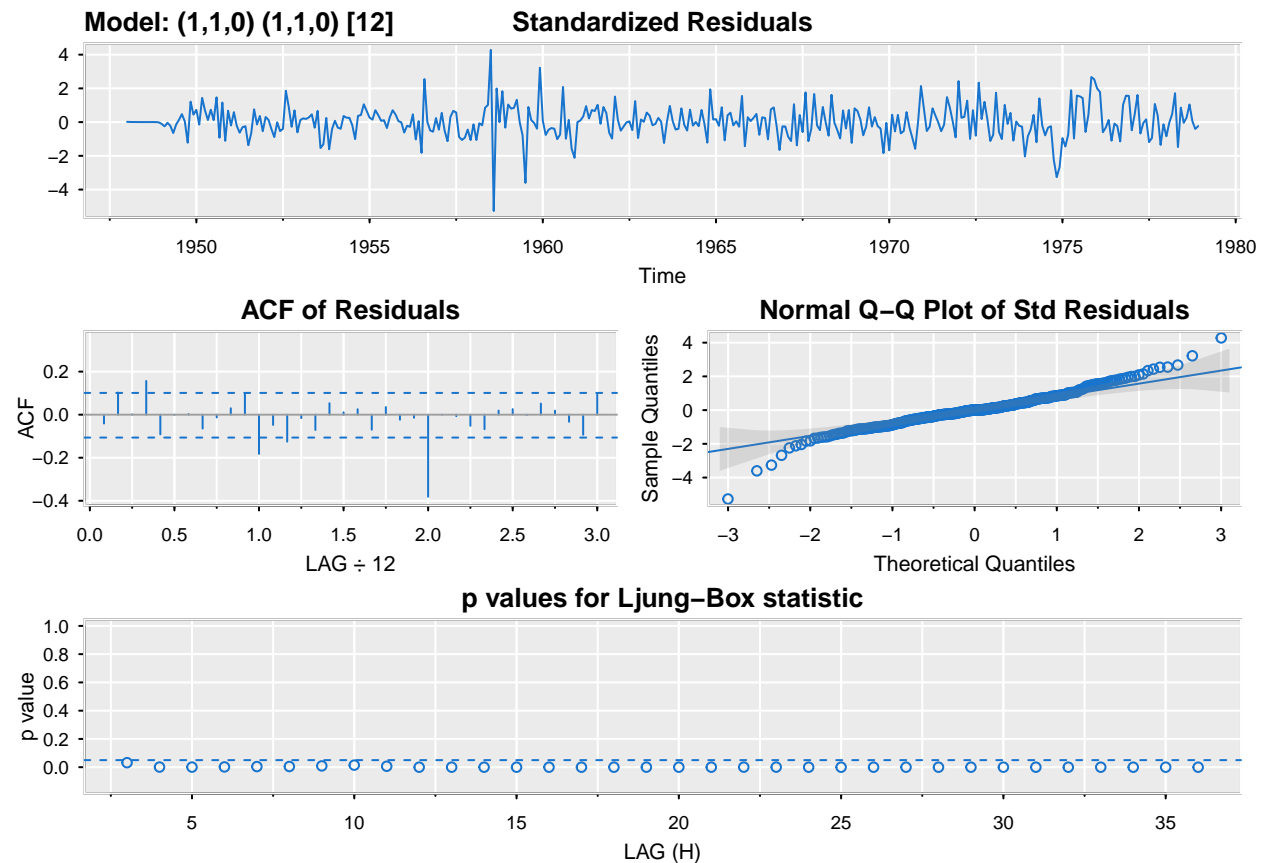 Model: (1,1,0) (1,1,0) [12] Standardized Residuals
4
2
0
−2
−4
1950 1955 1960 1965 1970 1975 1980
Time
ACF of Residuals
ACF
0.2
0.0
−0.2
−0.4
0.0 0.5 1.0 1.5 2.0 2.5 3.0
LAG ÷ 12
Normal Q−Q Plot of Std Residuals
Sample Quantiles
4
2
0
−2
−4
−3 −2 −1 0 1 2 3
Theoretical Quantiles
p values for Ljung−Box statistic
p value
1.0
0.8
0.6
0.4
0.2
0.0
5 10 15 20 25 30 35
LAG (H)